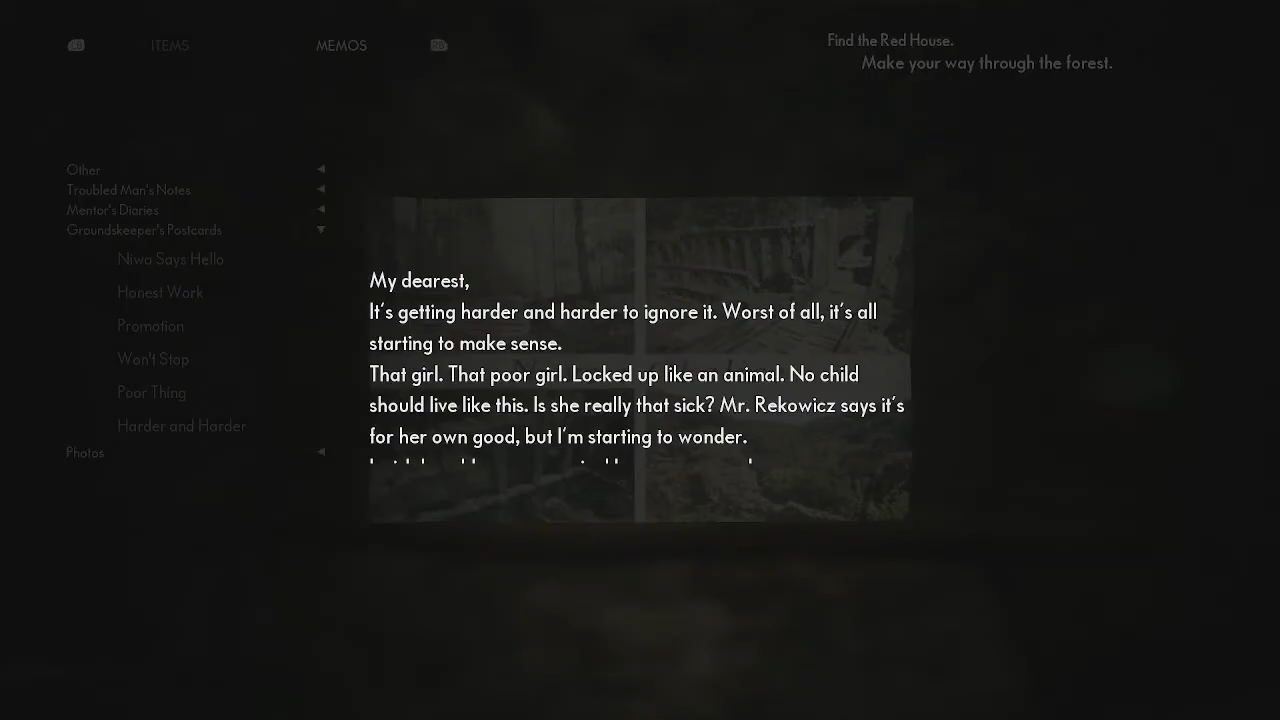 LB ITEMS MEMOS RB
Find the Red House.
Make your way through the forest.
Other
Troubled Man's Notes
Mentor's Diaries
Groundskeeper's Postcards
Niwa Says Hello
Honest Work
Promotion
Won't Stop
Poor Thing
Harder and Harder
Photos
My dearest,
It's getting harder and harder to ignore it. Worst of all, it's all
starting to make sense.
That girl. That poor girl. Locked up like an animal. No child
should live like this. Is she really that sick? Mr. Rekowicz says it's
for her own good, but I'm starting to wonder.